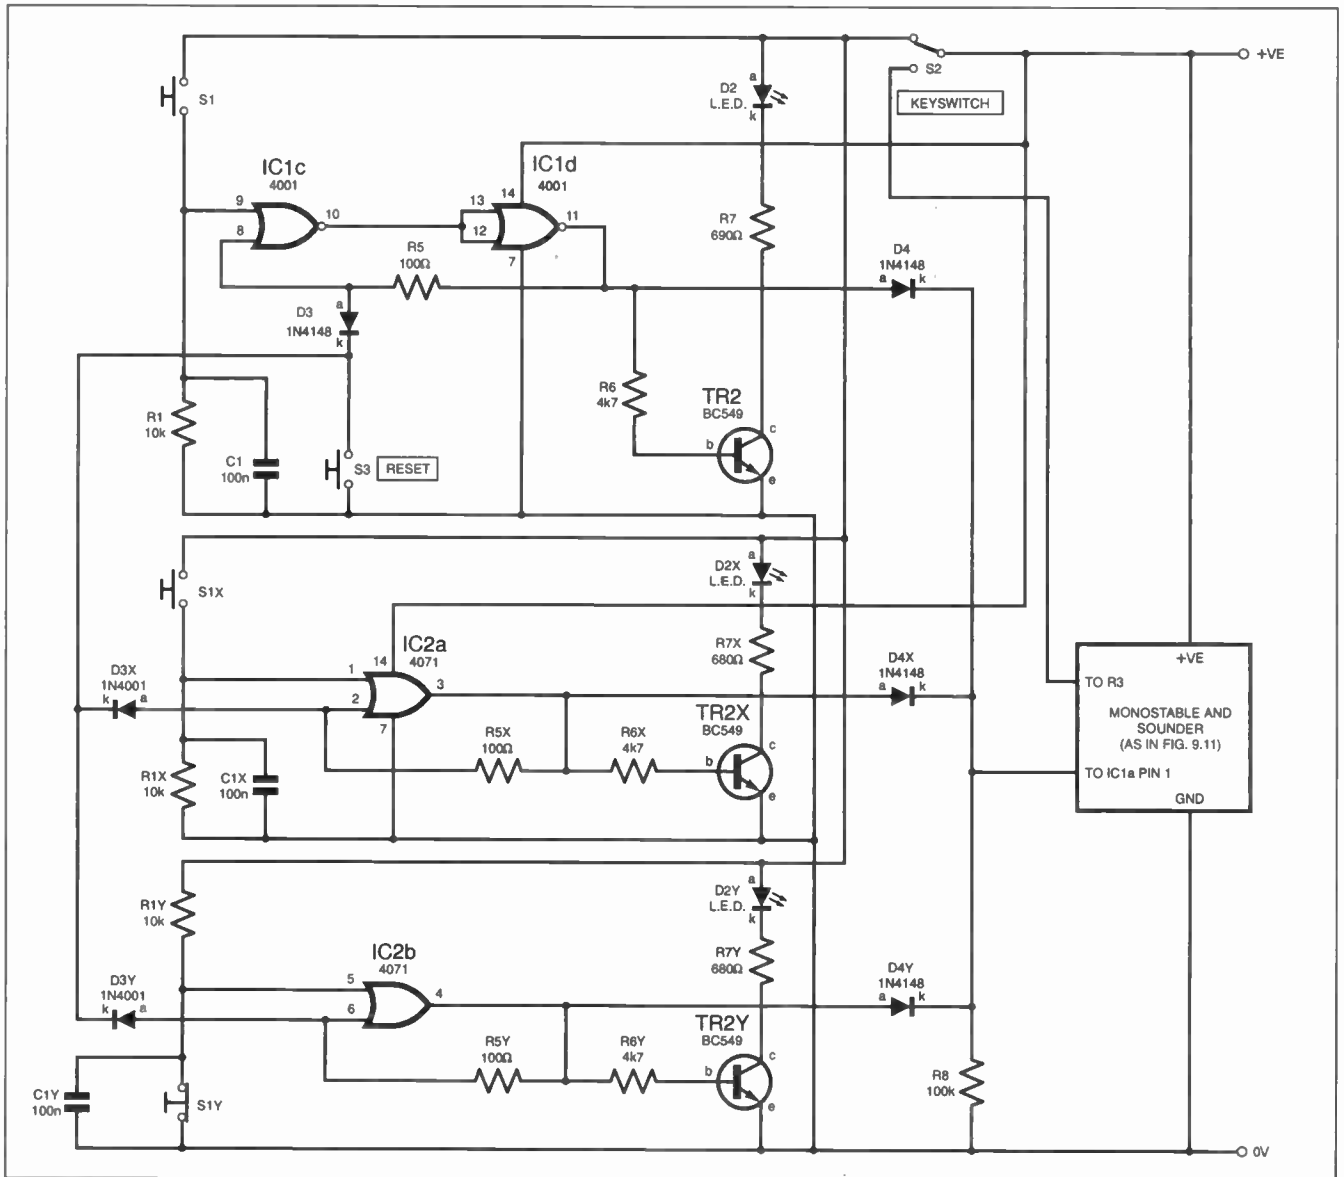 +VE
S1
D2
L.E.D.
a
k
S2
KEYSWITCH
IC1c
4001
9
8
10
IC1d
4001
13
14
12
11
7
R7
690Ω
R5
100Ω
D4
1N4148
a
k
D3
1N4148
a
k
R6
4k7
TR2
BC549
b
c
e
R1
10k
C1
100n
S3
RESET
S1X
D2X
L.E.D.
a
k
IC2a
4071
14
1
2
3
7
R7X
680Ω
D3X
1N4001
k
a
D4X
1N4148
a
k
TR2X
BC549
b
c
e
R5X
100Ω
R6X
4k7
R1X
10k
C1X
100n
+VE
TO R3
MONOSTABLE AND
SOUNDER
(AS IN FIG. 9.11)
TO IC1a PIN 1
GND
R1Y
10k
D2Y
L.E.D.
a
k
IC2b
4071
5
6
4
R7Y
680Ω
D3Y
1N4001
k
a
D4Y
1N4148
a
k
TR2Y
BC549
b
c
e
R5Y
100Ω
R6Y
4k7
C1Y
100n
S1Y
R8
100k
0V